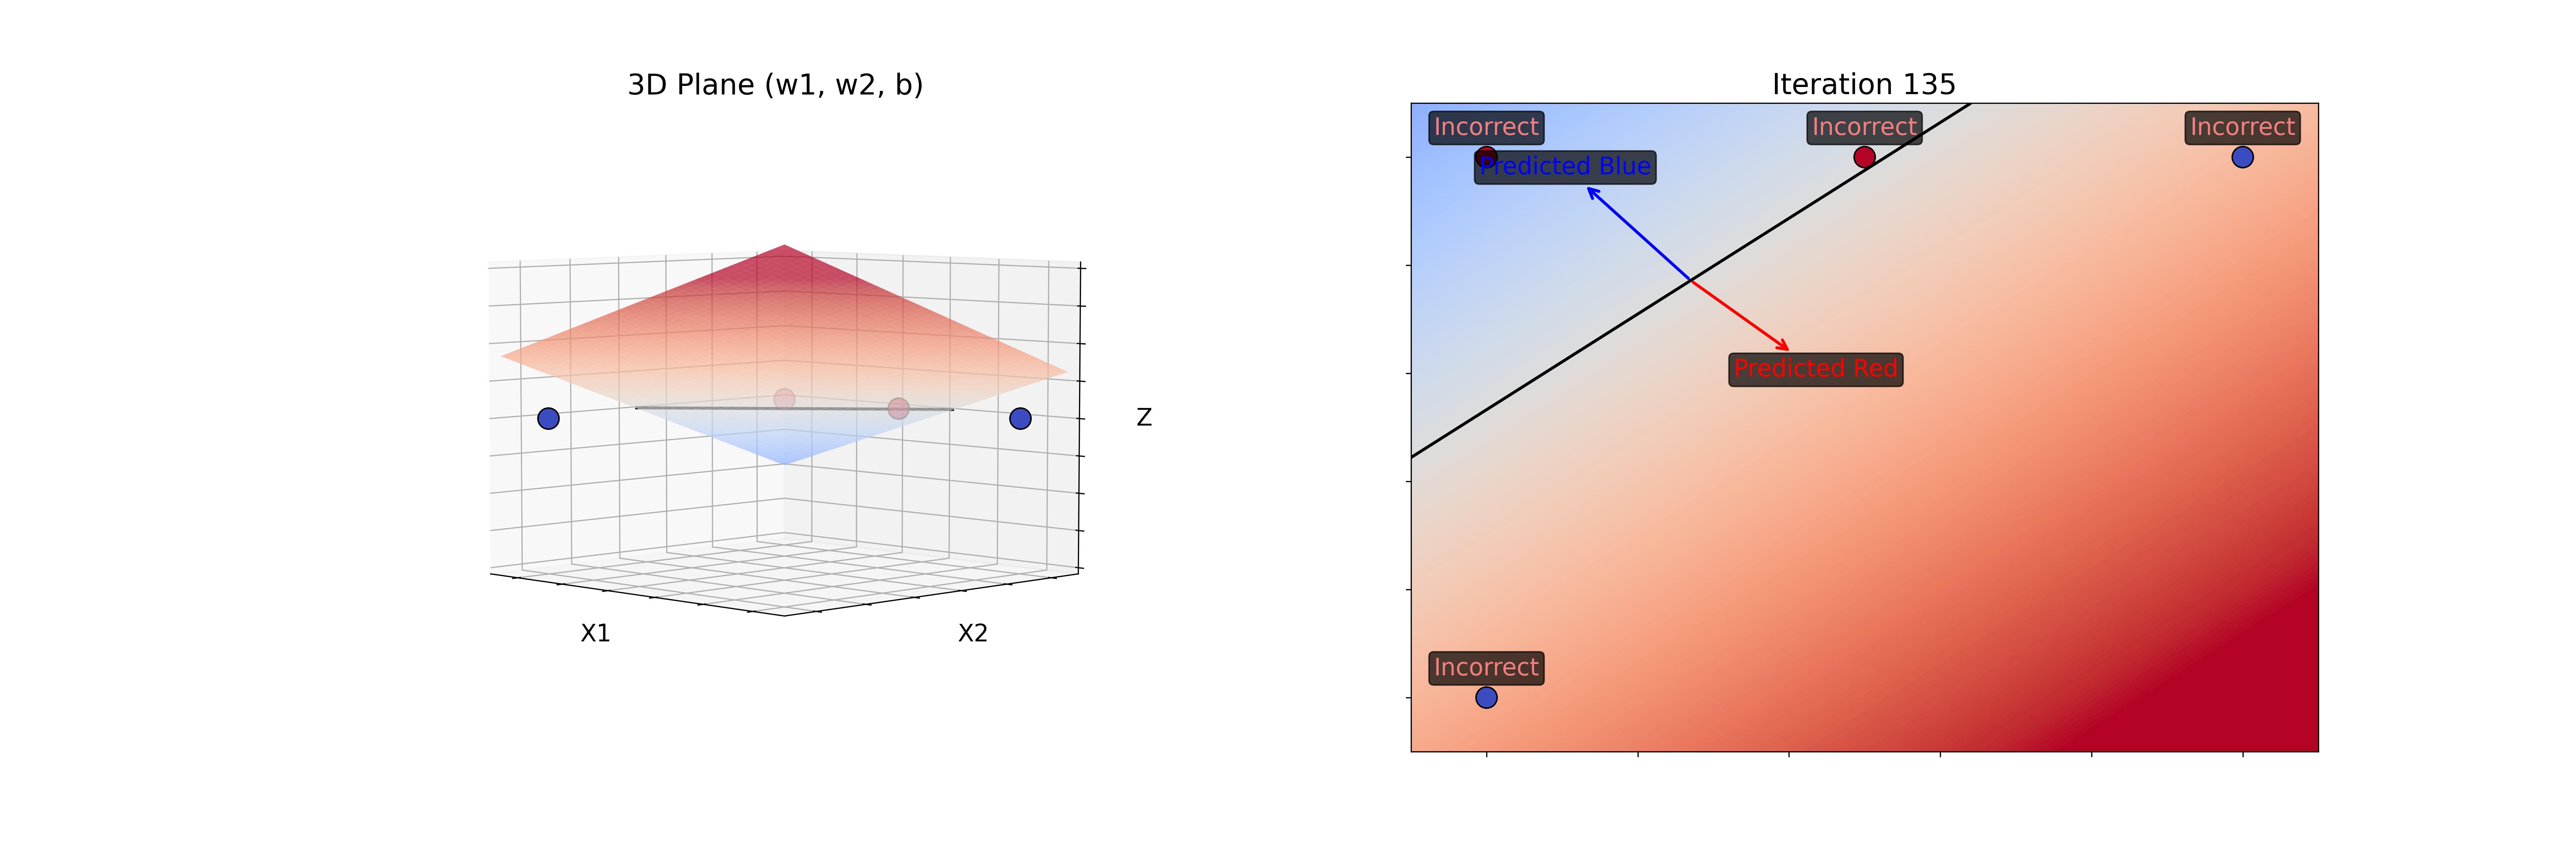 3D Plane (w1, w2, b)
Z
X1
X2
Iteration 135
Incorrect
Incorrect
Incorrect
Predicted Blue
Predicted Red
Incorrect